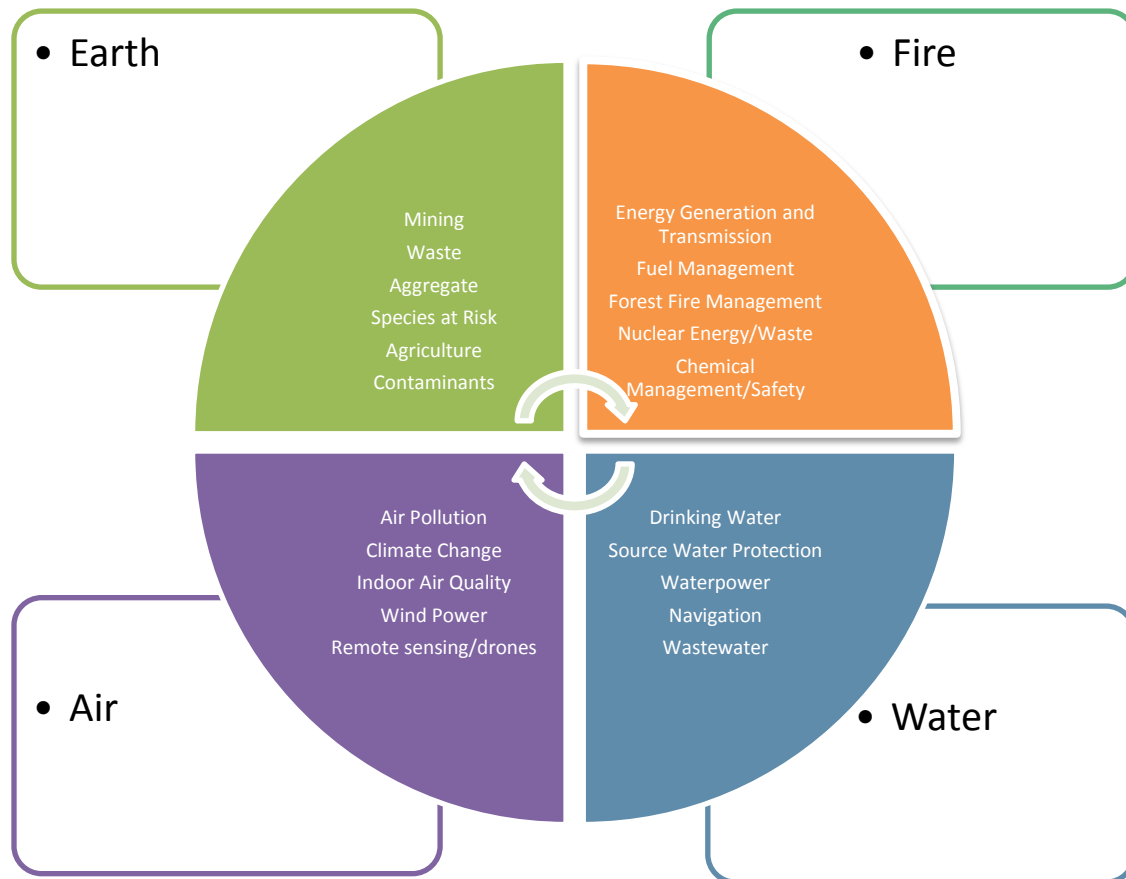 • Earth
Mining
Waste
Aggregate
Species at Risk
Agriculture
Contaminants
• Fire
Energy Generation and
Transmission
Fuel Management
Forest Fire Management
Nuclear Energy/Waste
Chemical
Management/Safety
• Air
Air Pollution
Climate Change
Indoor Air Quality
Wind Power
Remote sensing/drones
• Water
Drinking Water
Source Water Protection
Waterpower
Navigation
Wastewater